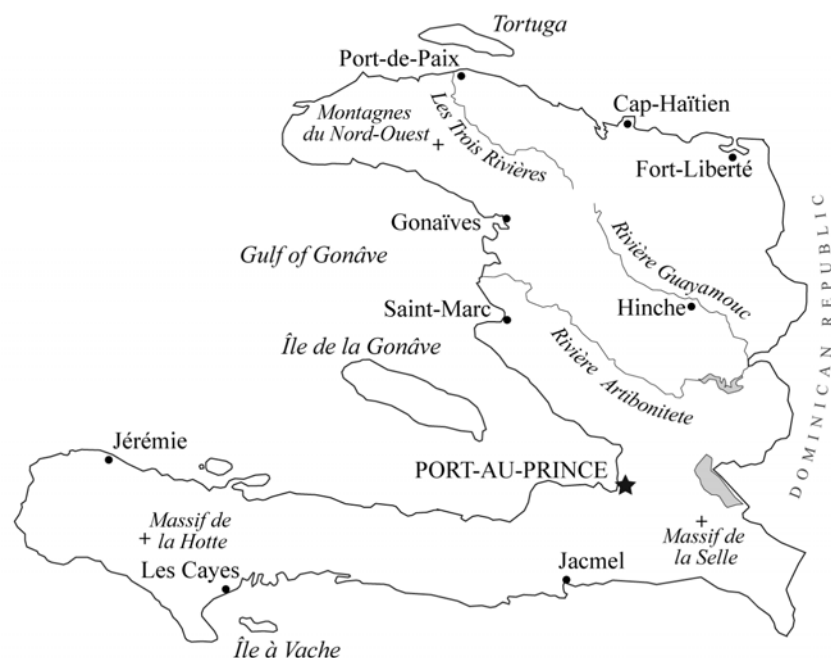 Tortuga
Port-de-Paix
Cap-Haïtien
Montagnes
du Nord-Ouest
Les Trois Rivières
Fort-Liberté
Gonaïves
Gulf of Gonâve
Rivière Guayamouc
Saint-Marc
Hinche
DOMINICAN REPUBLIC
Île de la Gonâve
Rivière Artibonitete
Jérémie
PORT-AU-PRINCE
Massif de
la Hotte
Massif de
la Selle
Les Cayes
Jacmel
Île à Vache